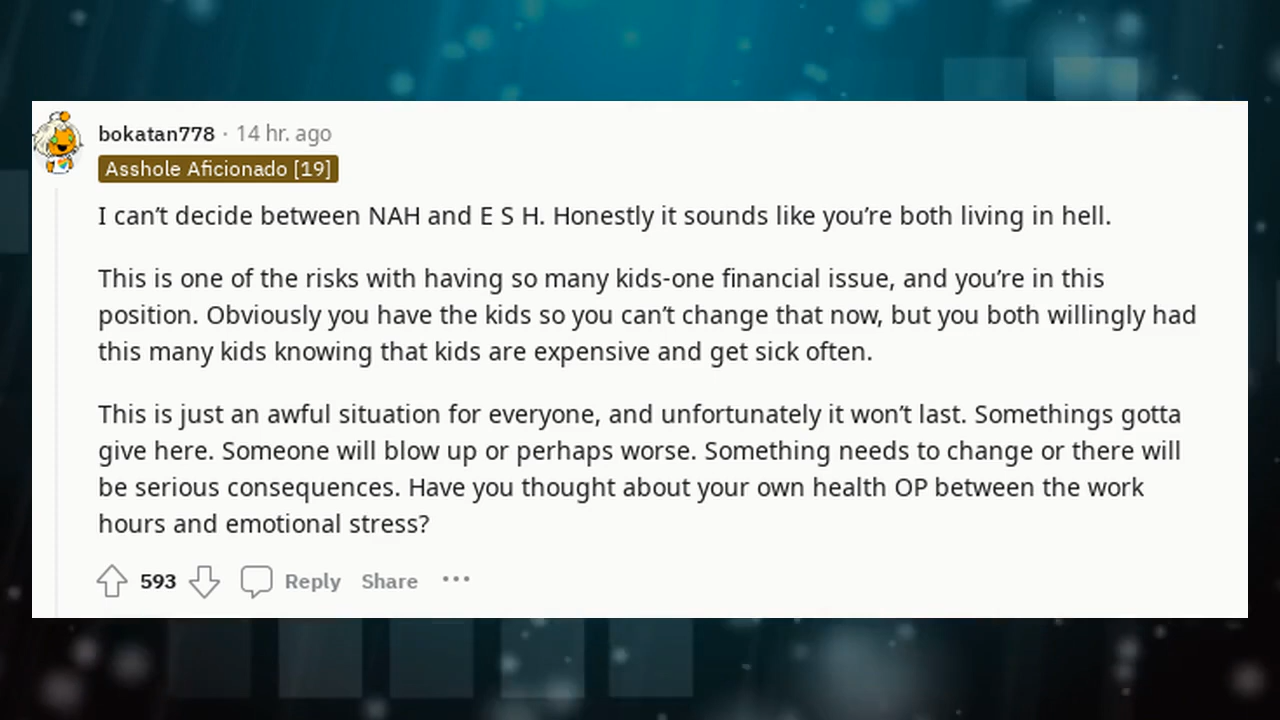 bokatan778 · 14 hr. ago
Asshole Aficionado [19]
I can’t decide between NAH and E S H. Honestly it sounds like you’re both living in hell.
This is one of the risks with having so many kids-one financial issue, and you’re in this
position. Obviously you have the kids so you can’t change that now, but you both willingly had
this many kids knowing that kids are expensive and get sick often.
This is just an awful situation for everyone, and unfortunately it won’t last. Somethings gotta
give here. Someone will blow up or perhaps worse. Something needs to change or there will
be serious consequences. Have you thought about your own health OP between the work
hours and emotional stress?
593 Reply Share ···